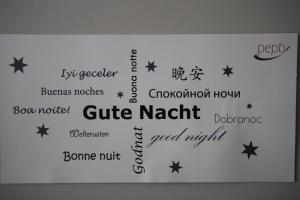 pepb
Iyi geceler
Buona notte
晚安
Buenas noches
Спокойной ночи
Boa noite!
Gute Nacht
Dobranoc
Welterusten
Godnat
good night
Bonne nuit